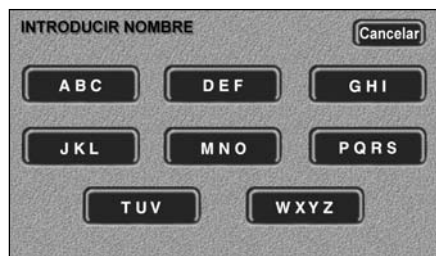 INTRODUCIR NOMBRE Cancelar
ABC DEF GHI
JKL MNO PQRS
TUV WXYZ